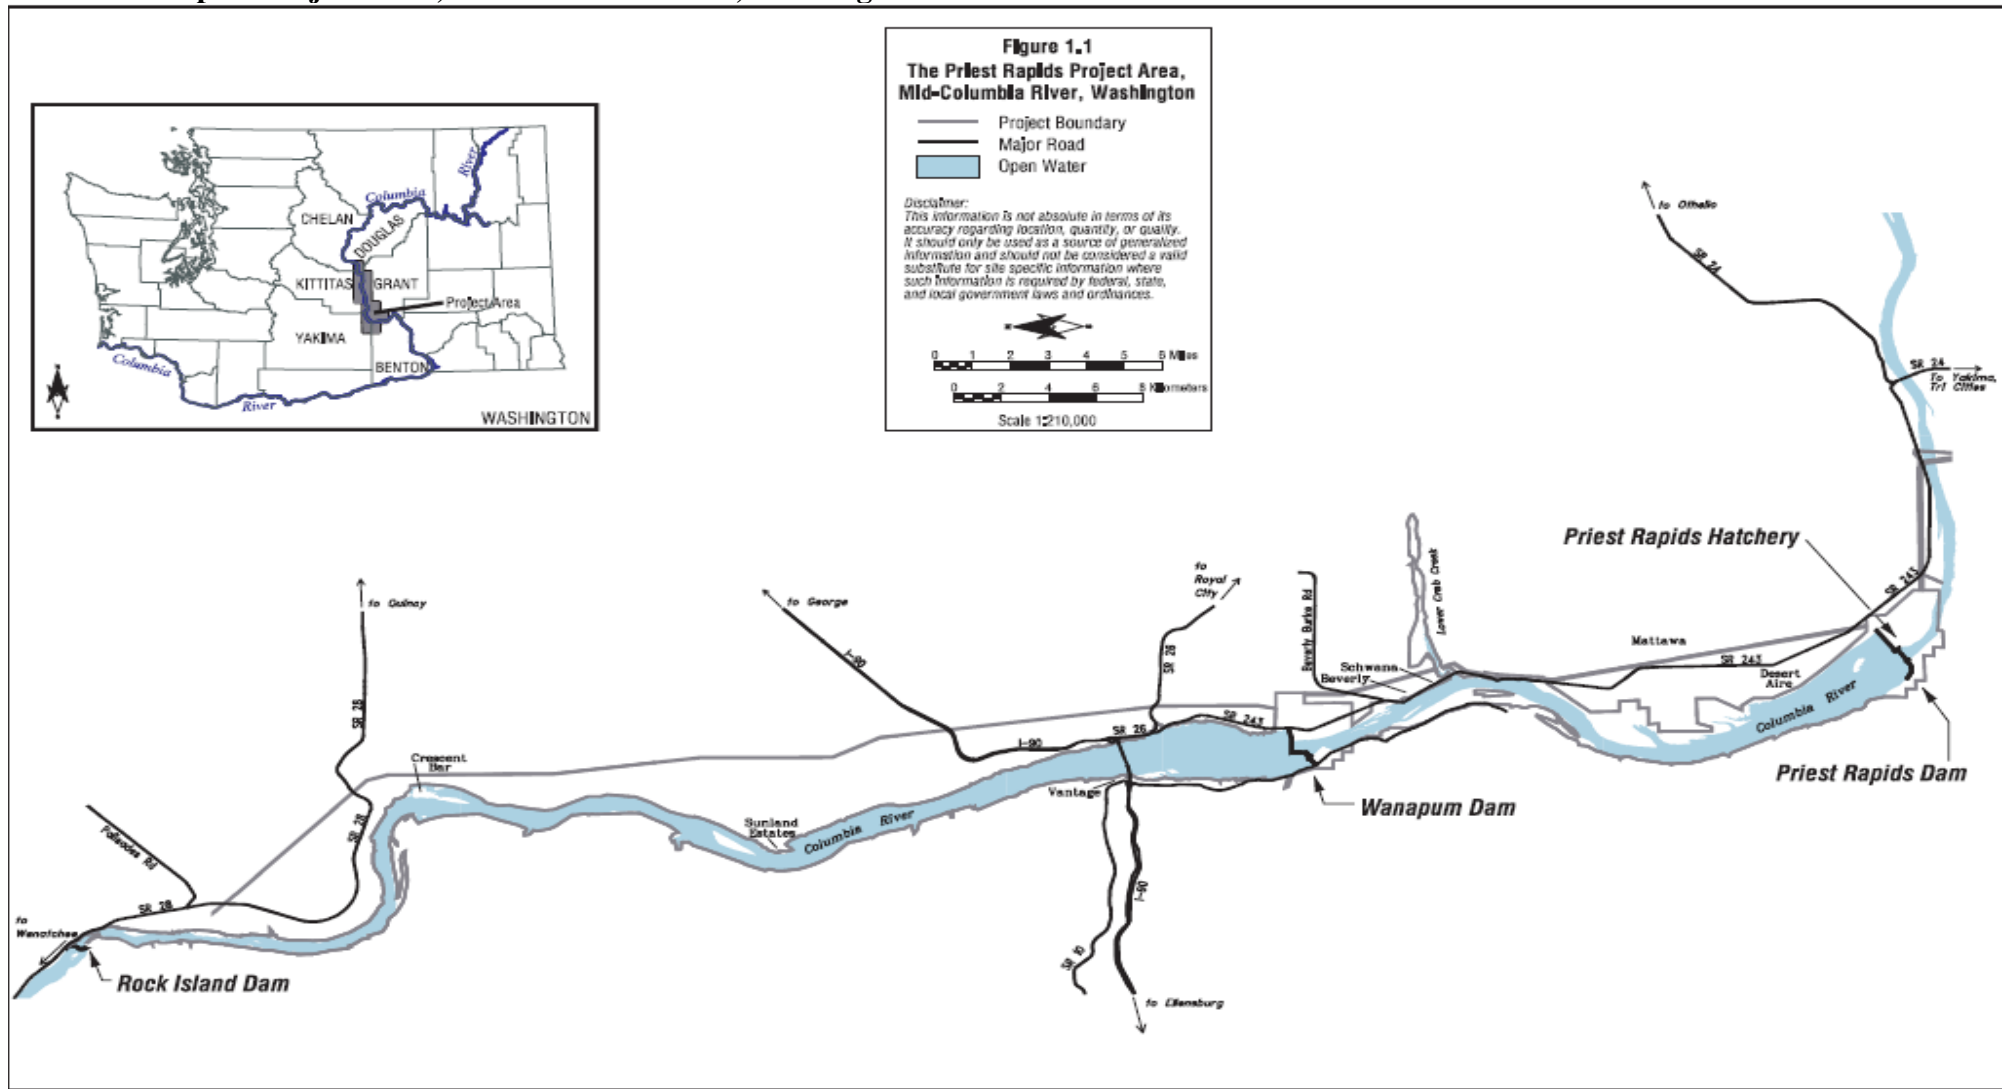 Figure 1.1
The Priest Rapids Project Area,
Mid-Columbia River, Washington
Project Boundary
Major Road
Open Water
Disclaimer:
This information is not absolute in terms of its
accuracy regarding location, quantity, or quality.
It should only be used as a source of generalized
information and should not be considered a valid
substitute for site specific information where
such information is required by federal, state,
and local government laws and ordinances.
0 1 2 3 4 5 6 Miles
0 2 4 6 8 Kilometers
Scale 1:210,000
Columbia
River
CHELAN
DOUGLAS
KITTITAS
GRANT
Project Area
YAKIMA
BENTON
Columbia
River
WASHINGTON
to Othello
SR 24
SR 24
To Yakima,
Tri Cities
Priest Rapids Hatchery
SR 243
Lower Crab Creek
Beverly Burke Rd
to
Royal
City
SR 26
to George
I-90
to Quincy
SR 28
Mattawa
SR 243
Desert
Aire
Schwana
Beverly
Columbia River
Priest Rapids Dam
SR 243
SR 26
I-90
Crescent
Bar
Vantage
Wanapum Dam
Sunland
Estates
Columbia River
SR 28
Palisades Rd
SR 28
to
Wenatchee
Rock Island Dam
I-90
SR 10
to Ellensburg